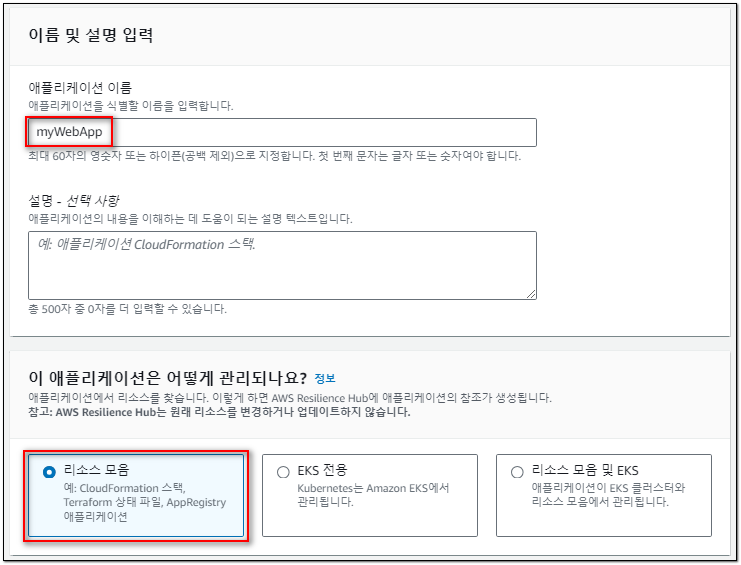 이름 및 설명 입력
애플리케이션 이름
애플리케이션을 식별할 이름을 입력합니다.
myWebApp
최대 60자의 영숫자 또는 하이픈(공백 제외)으로 지정합니다. 첫 번째 문자는 글자 또는 숫자여야 합니다.
설명 - 선택 사항
애플리케이션의 내용을 이해하는 데 도움이 되는 설명 텍스트입니다.
예: 애플리케이션 CloudFormation 스택.
총 500자 중 0자를 더 입력할 수 있습니다.
이 애플리케이션은 어떻게 관리되나요? 정보
애플리케이션에서 리소스를 찾습니다. 이렇게 하면 AWS Resilience Hub에 애플리케이션의 참조가 생성됩니다.
참고: AWS Resilience Hub는 원래 리소스를 변경하거나 업데이트하지 않습니다.
리소스 모음
예: CloudFormation 스택,
Terraform 상태 파일, AppRegistry
애플리케이션
EKS 전용
Kubernetes는 Amazon EKS에서
관리됩니다.
리소스 모음 및 EKS
애플리케이션이 EKS 클러스터와
리소스 모음에서 관리됩니다.